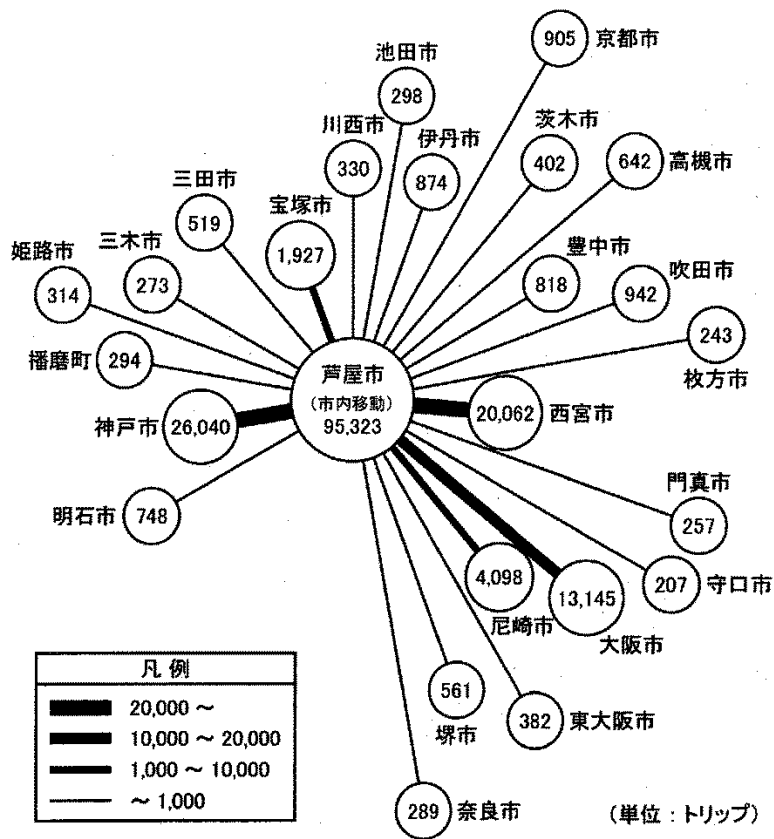 905 京都市
池田市
298
川西市
330
伊丹市
874
茨木市
402
642 高槻市
三田市
519
宝塚市
1,927
豊中市
818
吹田市
942
姫路市
314
三木市
273
243
枚方市
播磨町 294
芦屋市
(市内移動)
95,323
神戸市 26,040
20,062 西宮市
明石市 748
門真市
257
4,098
尼崎市
13,145
大阪市
207 守口市
561
堺市
382 東大阪市
289 奈良市
凡例
20,000 ~
10,000 ~ 20,000
1,000 ~ 10,000
~ 1,000
(単位：トリップ)